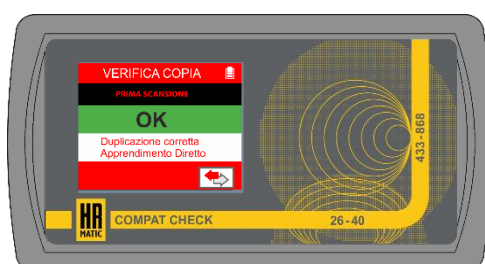 VERIFICA COPIA
PRIMA SCANSIONE
OK
Duplicazione corretta
Apprendimento Diretto
433-868
HR
MATIC
COMPAT CHECK
26-40